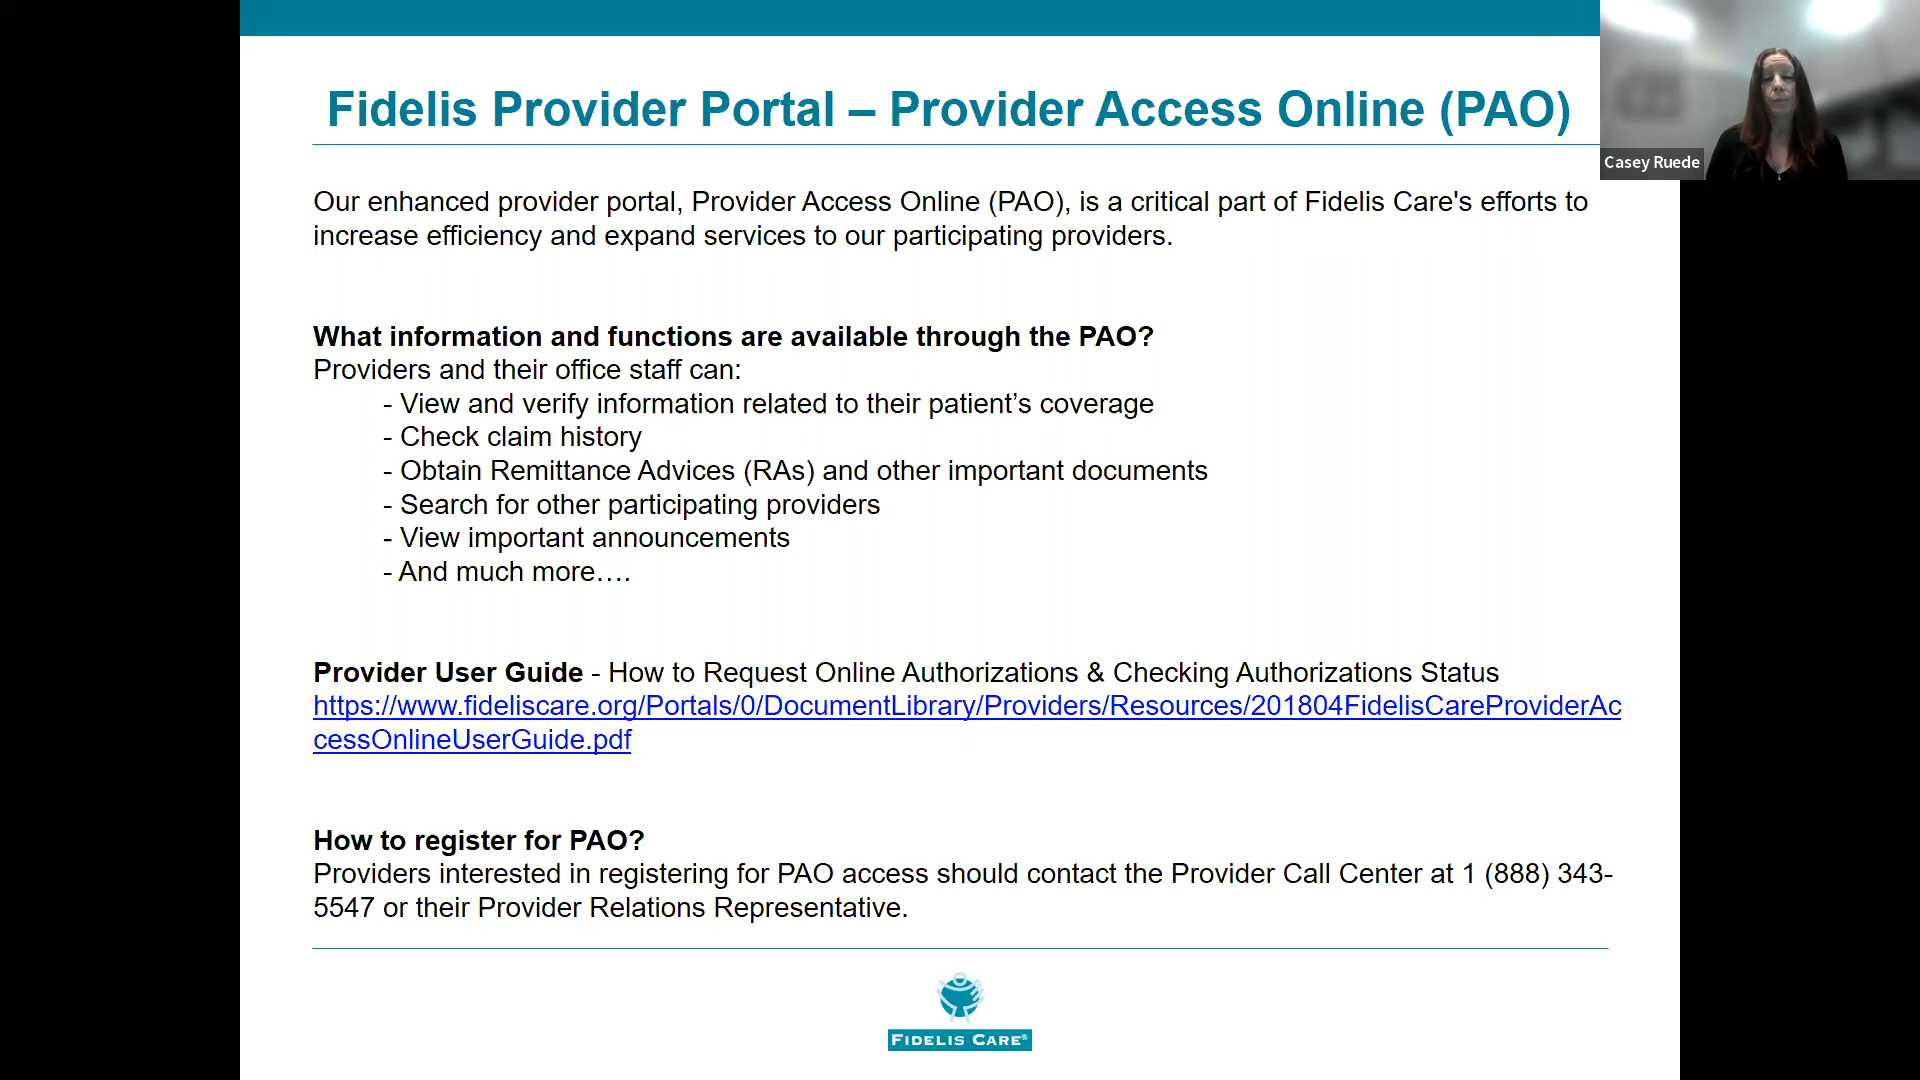 Fidelis Provider Portal – Provider Access Online (PAO)
Casey Ruede
Our enhanced provider portal, Provider Access Online (PAO), is a critical part of Fidelis Care's efforts to
increase efficiency and expand services to our participating providers.
What information and functions are available through the PAO?
Providers and their office staff can:
- View and verify information related to their patient’s coverage
- Check claim history
- Obtain Remittance Advices (RAs) and other important documents
- Search for other participating providers
- View important announcements
- And much more….
Provider User Guide - How to Request Online Authorizations & Checking Authorizations Status
https://www.fideliscare.org/Portals/0/DocumentLibrary/Providers/Resources/201804FidelisCareProviderAc
cessOnlineUserGuide.pdf
How to register for PAO?
Providers interested in registering for PAO access should contact the Provider Call Center at 1 (888) 343-
5547 or their Provider Relations Representative.
FIDELIS CARE®